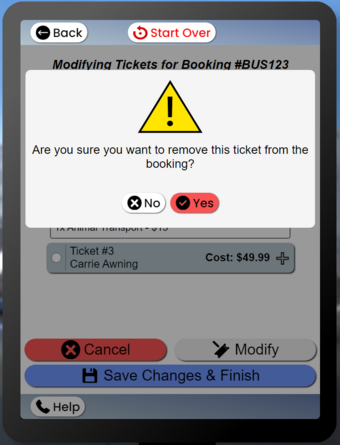 Back
Start Over
Modifying Tickets for Booking #BUS123
Are you sure you want to remove this ticket from the
booking?
No
Yes
1x Animal Transport - $15
Ticket #3
Carrie Awning
Cost: $49.99
Cancel
Modify
Save Changes & Finish
Help